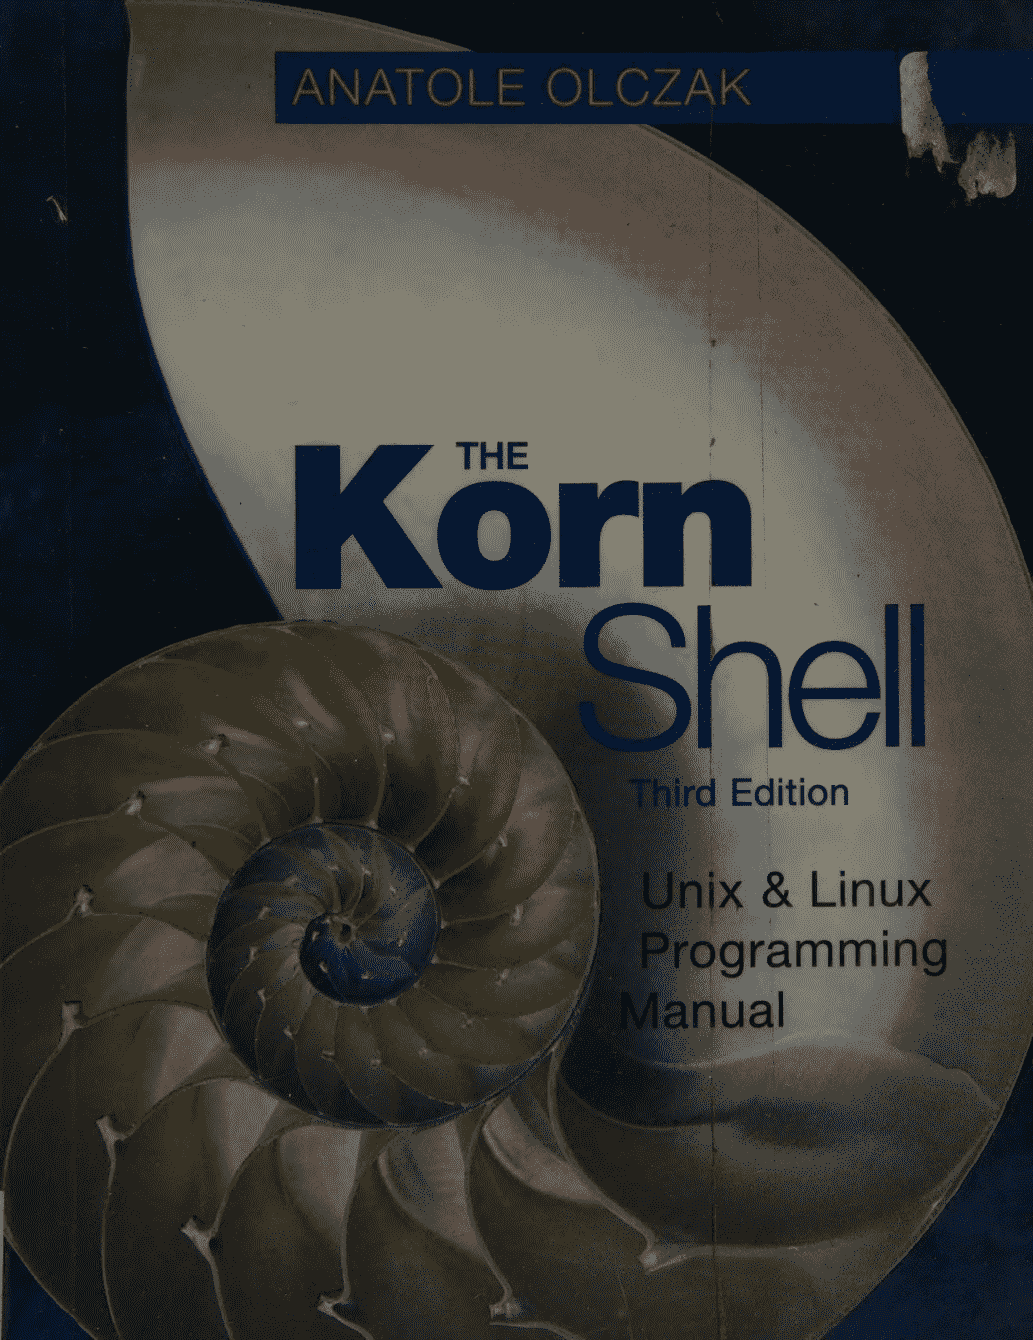 ANATOLE OLCZAK
THE
Korn
Shell
Third Edition
Unix & Linux
Programming
Manual